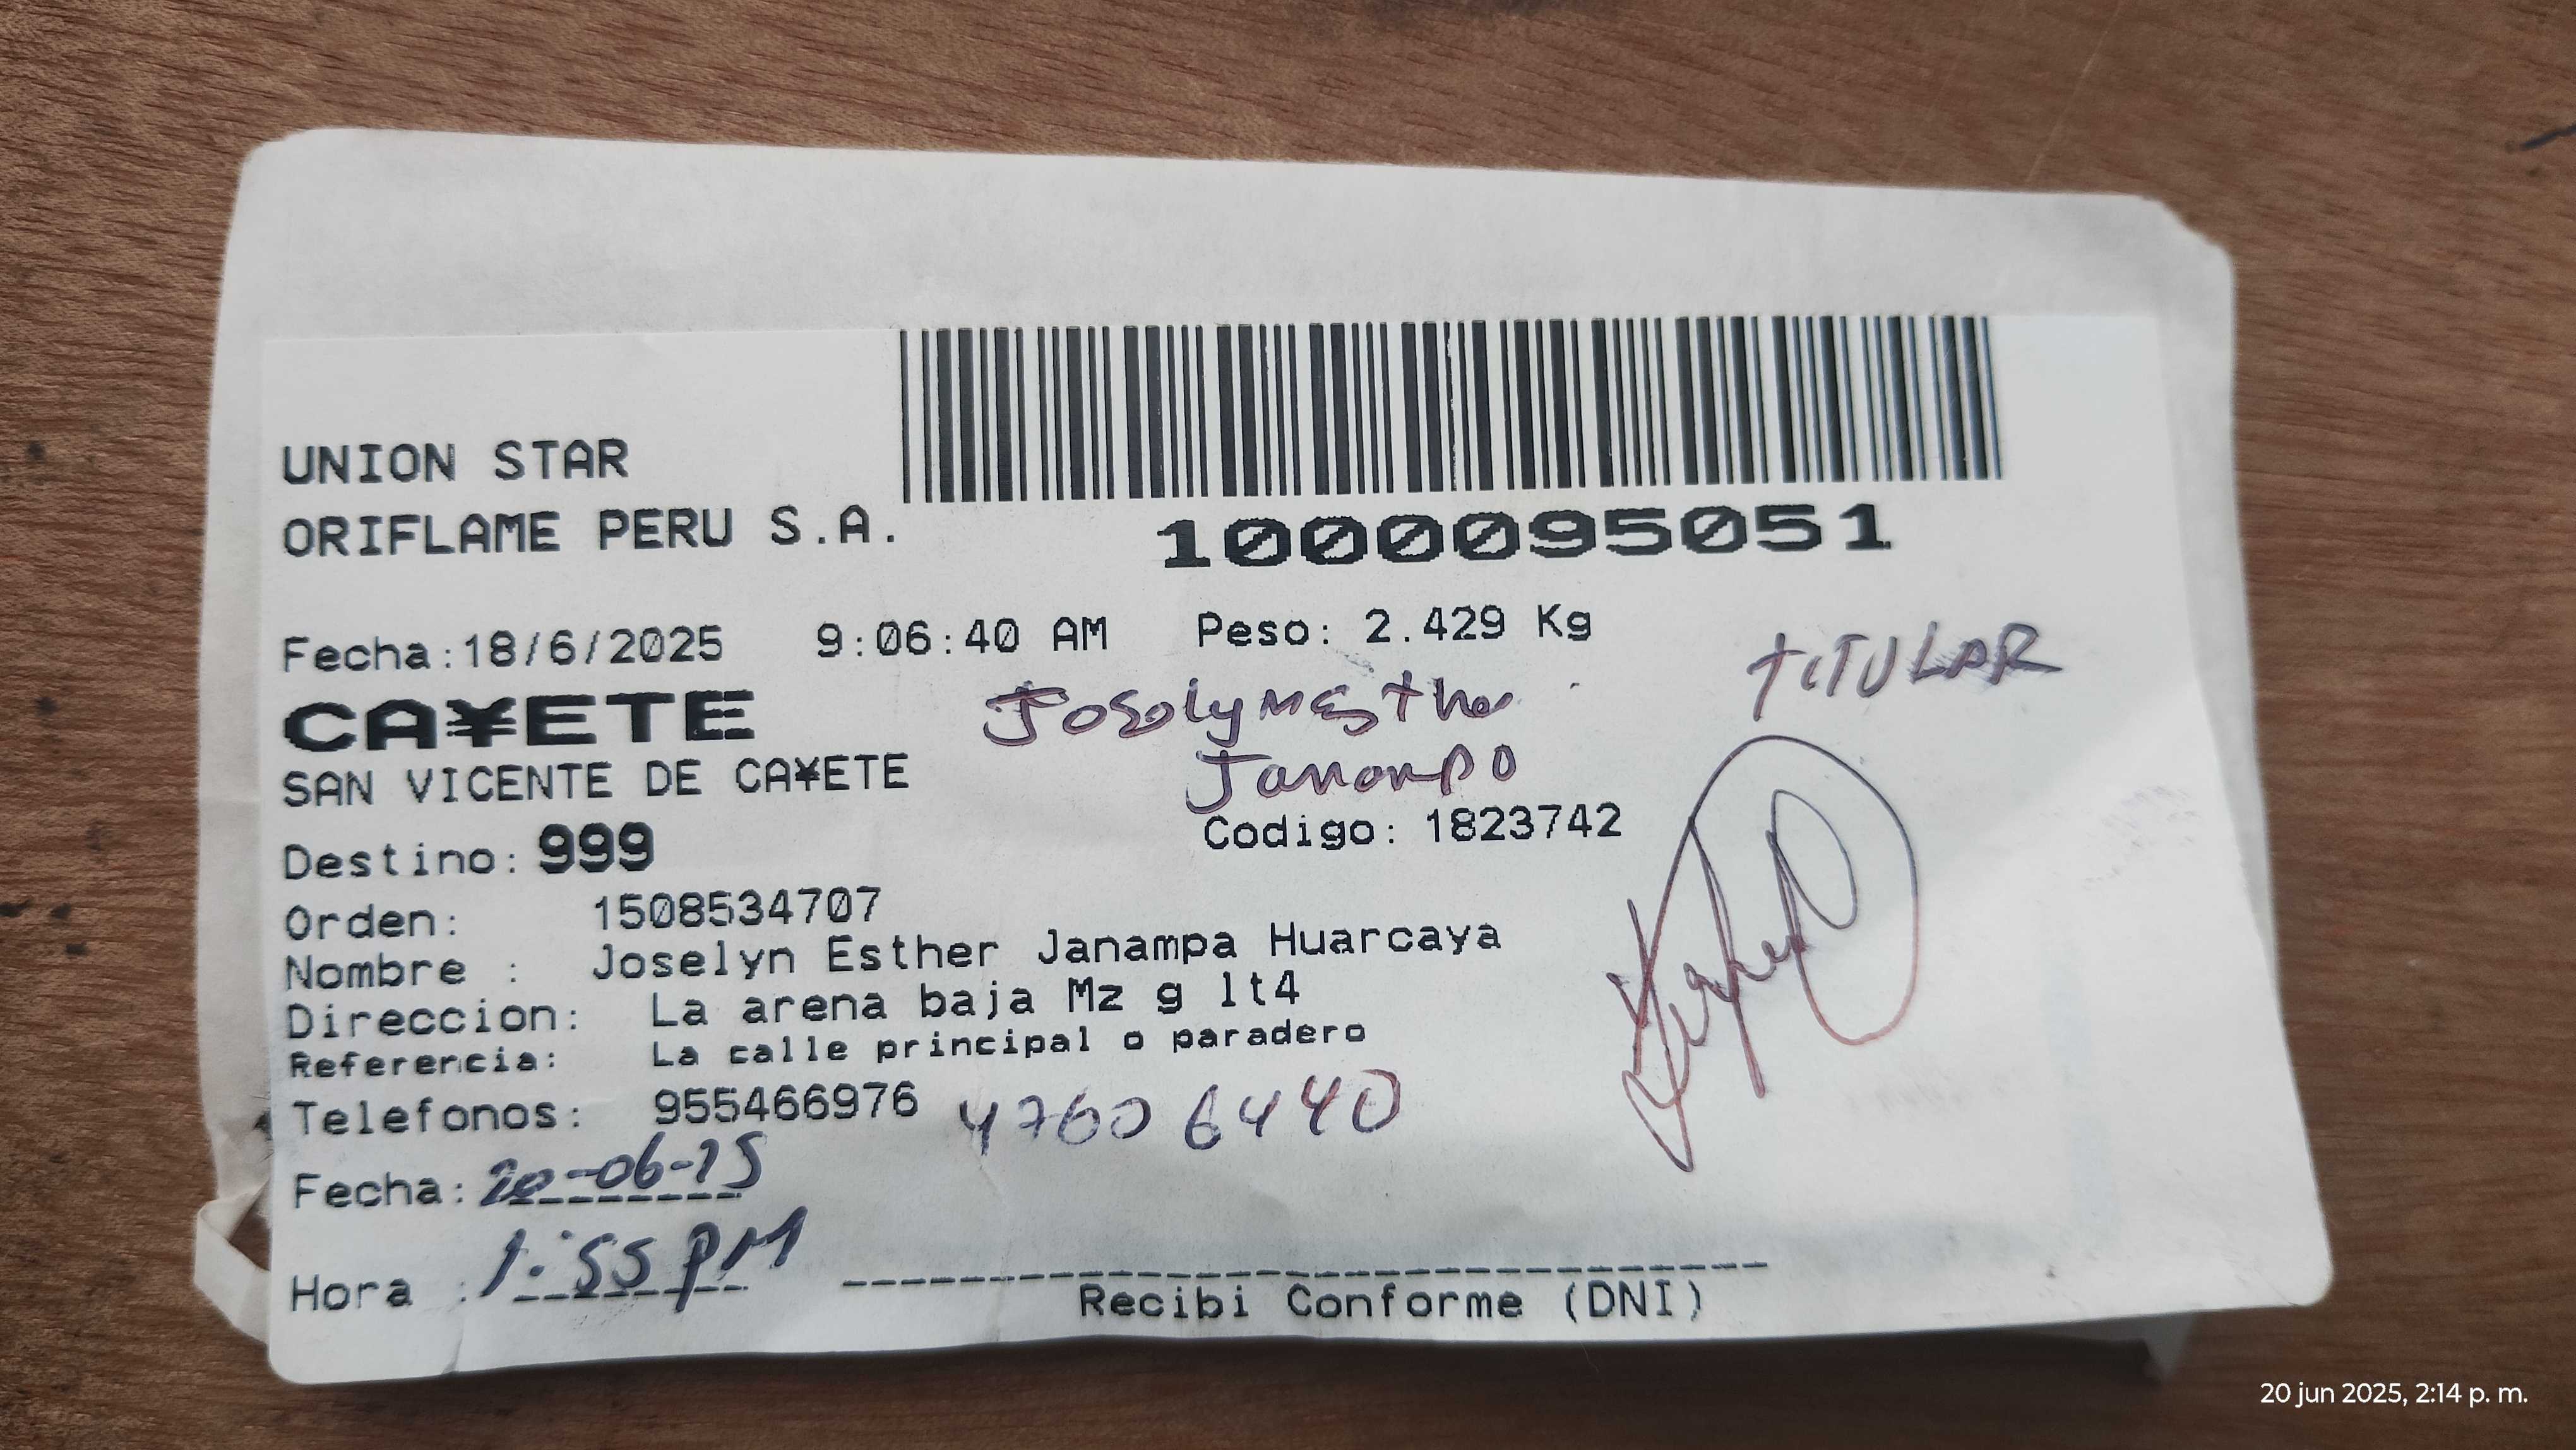 UNION STAR
ORIFLAME PERU S.A.
1000095051
Fecha:18/6/2025 9:06:40 AM Peso: 2.429 Kg
TITULAR
CA¥ETE
Joselyn Esther
SAN VICENTE DE CA¥ETE
Janampa
Destino: 999
Codigo: 1823742
Orden: 1508534707
Nombre : Joselyn Esther Janampa Huarcaya
Direccion: La arena baja Mz g lt4
Referencia: La calle principal o paradero
Telefonos: 955466976 47606440
Fecha: 20-06-25
Hora : 1:55 PM
Recibi Conforme (DNI)
20 jun 2025, 2:14 p. m.